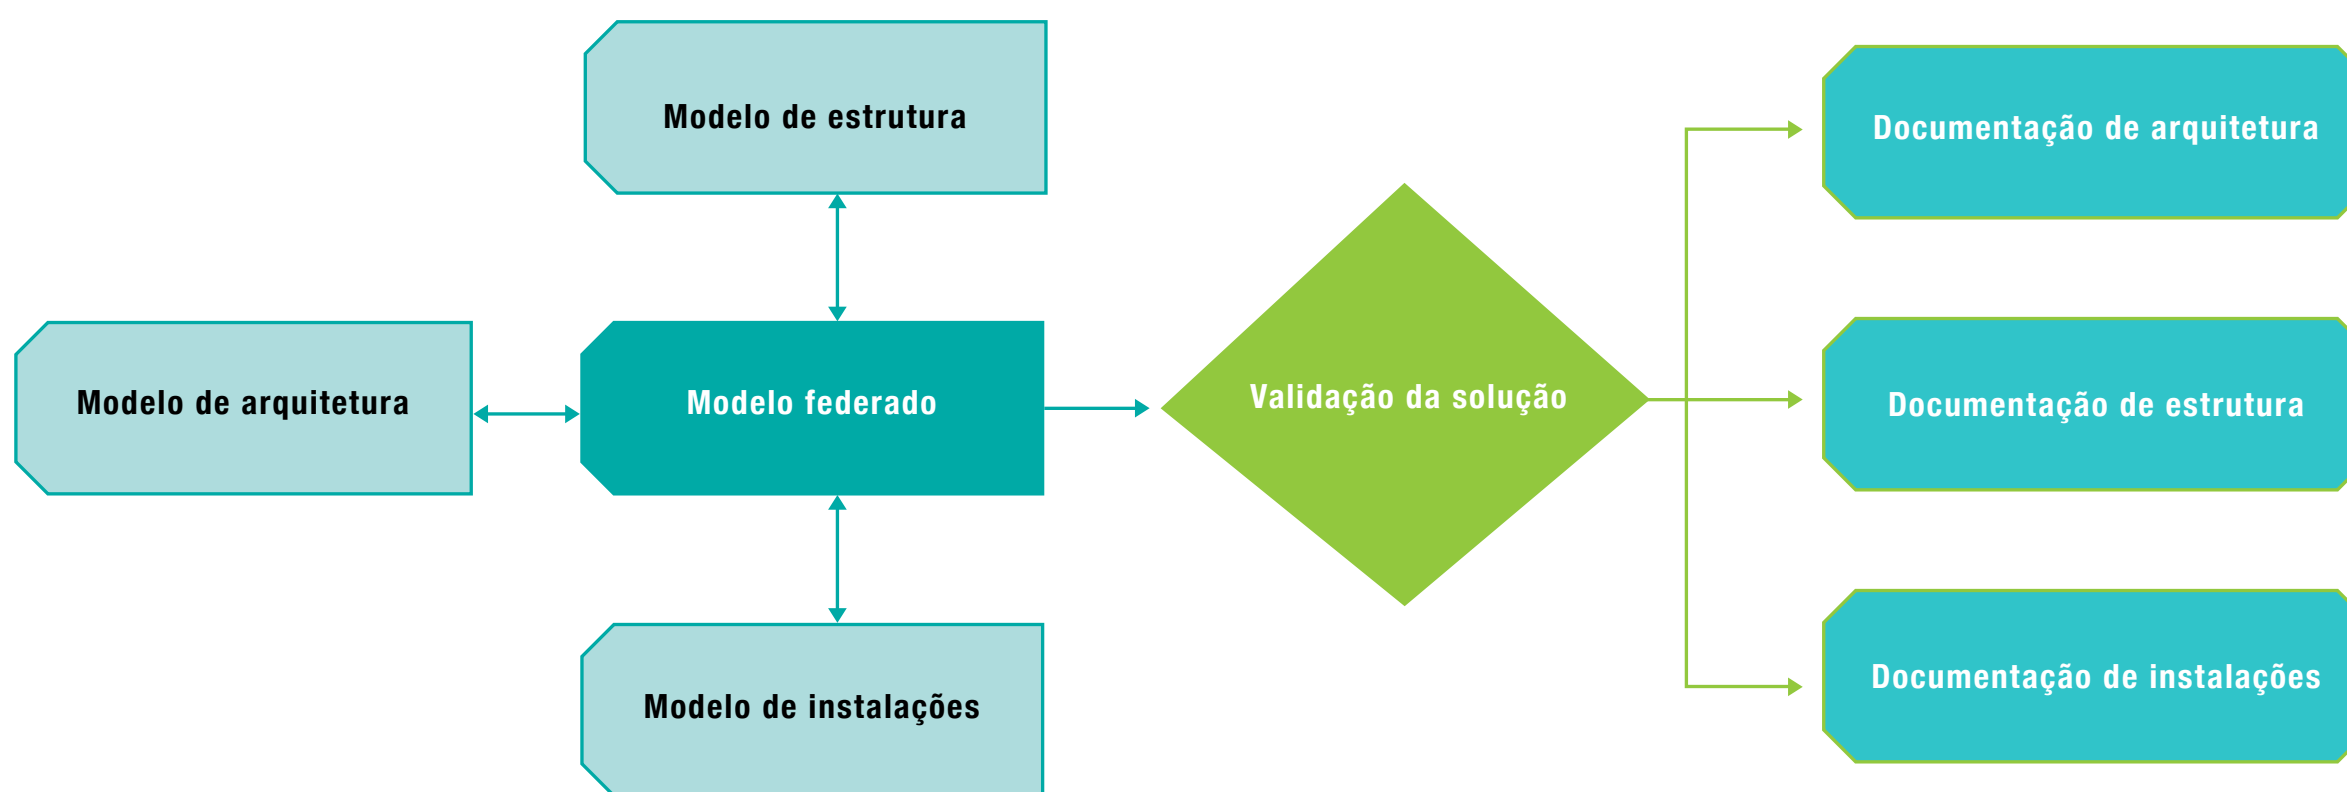 Modelo de estrutura
Modelo de arquitetura
Modelo federado
Modelo de instalações
Validação da solução
Documentação de arquitetura
Documentação de estrutura
Documentação de instalações